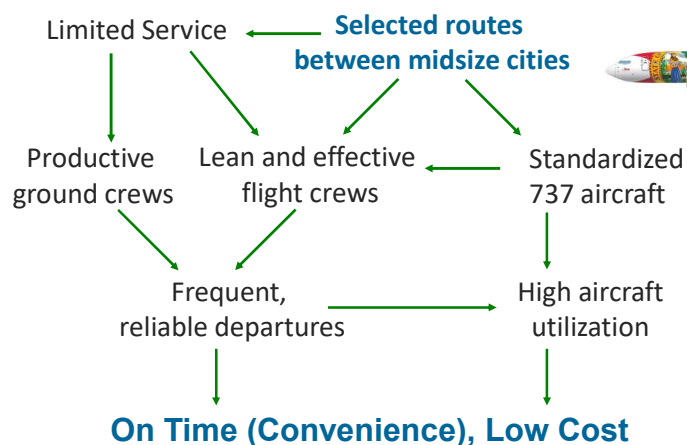 Limited Service
Selected routes
between midsize cities
Productive
ground crews
Lean and effective
flight crews
Standardized
737 aircraft
Frequent,
reliable departures
High aircraft
utilization
On Time (Convenience), Low Cost